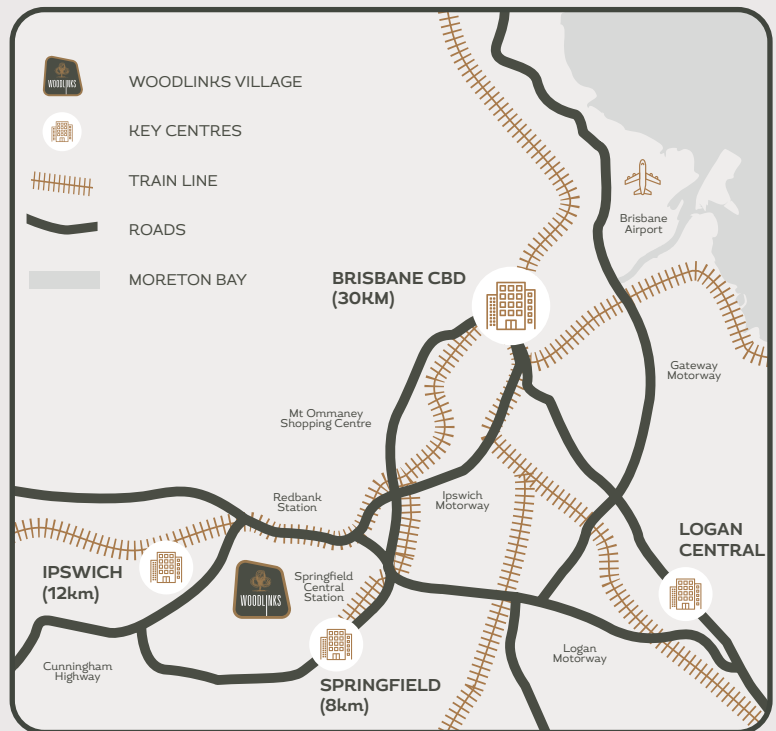 WOODLINKS
WOODLINKS VILLAGE
KEY CENTRES
TRAIN LINE
ROADS
MORETON BAY
Brisbane
Airport
BRISBANE CBD
(30KM)
Gateway
Motorway
Mt Ommaney
Shopping Centre
Redbank
Station
Ipswich
Motorway
LOGAN
CENTRAL
IPSWICH
(12km)
WOODLINKS
Springfield
Central
Station
Cunningham
Highway
Logan
Motorway
SPRINGFIELD
(8km)